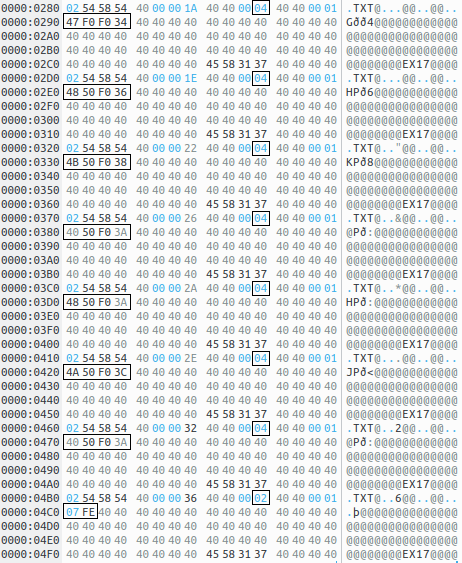 0000:0280 02 54 58 54 40 00 00 1A 40 40 00 04 40 40 00 01 .TXT@...@@..@@..
0000:0290 47 F0 F0 34 40 40 40 40 40 40 40 40 40 40 40 40 Gðð4@@@@@@@@@@@@
0000:02A0 40 40 40 40 40 40 40 40 40 40 40 40 40 40 40 40 @@@@@@@@@@@@@@@@
0000:02B0 40 40 40 40 40 40 40 40 40 40 40 40 40 40 40 40 @@@@@@@@@@@@@@@@
0000:02C0 40 40 40 40 40 40 40 40 45 58 31 37 40 40 40 40 @@@@@@@@EX17@@@@
0000:02D0 02 54 58 54 40 00 00 1E 40 40 00 04 40 40 00 01 .TXT@...@@..@@..
0000:02E0 48 50 F0 36 40 40 40 40 40 40 40 40 40 40 40 40 HPð6@@@@@@@@@@@@
0000:02F0 40 40 40 40 40 40 40 40 40 40 40 40 40 40 40 40 @@@@@@@@@@@@@@@@
0000:0300 40 40 40 40 40 40 40 40 40 40 40 40 40 40 40 40 @@@@@@@@@@@@@@@@
0000:0310 40 40 40 40 40 40 40 40 45 58 31 37 40 40 40 40 @@@@@@@@EX17@@@@
0000:0320 02 54 58 54 40 00 00 22 40 40 00 04 40 40 00 01 .TXT@.."@@..@@..
0000:0330 4B 50 F0 38 40 40 40 40 40 40 40 40 40 40 40 40 KPð8@@@@@@@@@@@@
0000:0340 40 40 40 40 40 40 40 40 40 40 40 40 40 40 40 40 @@@@@@@@@@@@@@@@
0000:0350 40 40 40 40 40 40 40 40 40 40 40 40 40 40 40 40 @@@@@@@@@@@@@@@@
0000:0360 40 40 40 40 40 40 40 40 45 58 31 37 40 40 40 40 @@@@@@@@EX17@@@@
0000:0370 02 54 58 54 40 00 00 26 40 40 00 04 40 40 00 01 .TXT@..&@@..@@..
0000:0380 40 50 F0 3A 40 40 40 40 40 40 40 40 40 40 40 40 @Pð:@@@@@@@@@@@@
0000:0390 40 40 40 40 40 40 40 40 40 40 40 40 40 40 40 40 @@@@@@@@@@@@@@@@
0000:03A0 40 40 40 40 40 40 40 40 40 40 40 40 40 40 40 40 @@@@@@@@@@@@@@@@
0000:03B0 40 40 40 40 40 40 40 40 45 58 31 37 40 40 40 40 @@@@@@@@EX17@@@@
0000:03C0 02 54 58 54 40 00 00 2A 40 40 00 04 40 40 00 01 .TXT@..*@@..@@..
0000:03D0 48 50 F0 3A 40 40 40 40 40 40 40 40 40 40 40 40 HPð:@@@@@@@@@@@@
0000:03E0 40 40 40 40 40 40 40 40 40 40 40 40 40 40 40 40 @@@@@@@@@@@@@@@@
0000:03F0 40 40 40 40 40 40 40 40 40 40 40 40 40 40 40 40 @@@@@@@@@@@@@@@@
0000:0400 40 40 40 40 40 40 40 40 45 58 31 37 40 40 40 40 @@@@@@@@EX17@@@@
0000:0410 02 54 58 54 40 00 00 2E 40 40 00 04 40 40 00 01 .TXT@...@@..@@..
0000:0420 4A 50 F0 3C 40 40 40 40 40 40 40 40 40 40 40 40 JPð<@@@@@@@@@@@@
0000:0430 40 40 40 40 40 40 40 40 40 40 40 40 40 40 40 40 @@@@@@@@@@@@@@@@
0000:0440 40 40 40 40 40 40 40 40 40 40 40 40 40 40 40 40 @@@@@@@@@@@@@@@@
0000:0450 40 40 40 40 40 40 40 40 45 58 31 37 40 40 40 40 @@@@@@@@EX17@@@@
0000:0460 02 54 58 54 40 00 00 32 40 40 00 04 40 40 00 01 .TXT@..2@@..@@..
0000:0470 40 50 F0 3A 40 40 40 40 40 40 40 40 40 40 40 40 @Pð:@@@@@@@@@@@@
0000:0480 40 40 40 40 40 40 40 40 40 40 40 40 40 40 40 40 @@@@@@@@@@@@@@@@
0000:0490 40 40 40 40 40 40 40 40 40 40 40 40 40 40 40 40 @@@@@@@@@@@@@@@@
0000:04A0 40 40 40 40 40 40 40 40 45 58 31 37 40 40 40 40 @@@@@@@@EX17@@@@
0000:04B0 02 54 58 54 40 00 00 36 40 40 00 02 40 40 00 01 .TXT@..6@@..@@..
0000:04C0 07 FE 40 40 40 40 40 40 40 40 40 40 40 40 40 40 .þ@@@@@@@@@@@@@@
0000:04D0 40 40 40 40 40 40 40 40 40 40 40 40 40 40 40 40 @@@@@@@@@@@@@@@@
0000:04E0 40 40 40 40 40 40 40 40 40 40 40 40 40 40 40 40 @@@@@@@@@@@@@@@@
0000:04F0 40 40 40 40 40 40 40 40 45 58 31 37 40 40 40 40 @@@@@@@@EX17@@@@